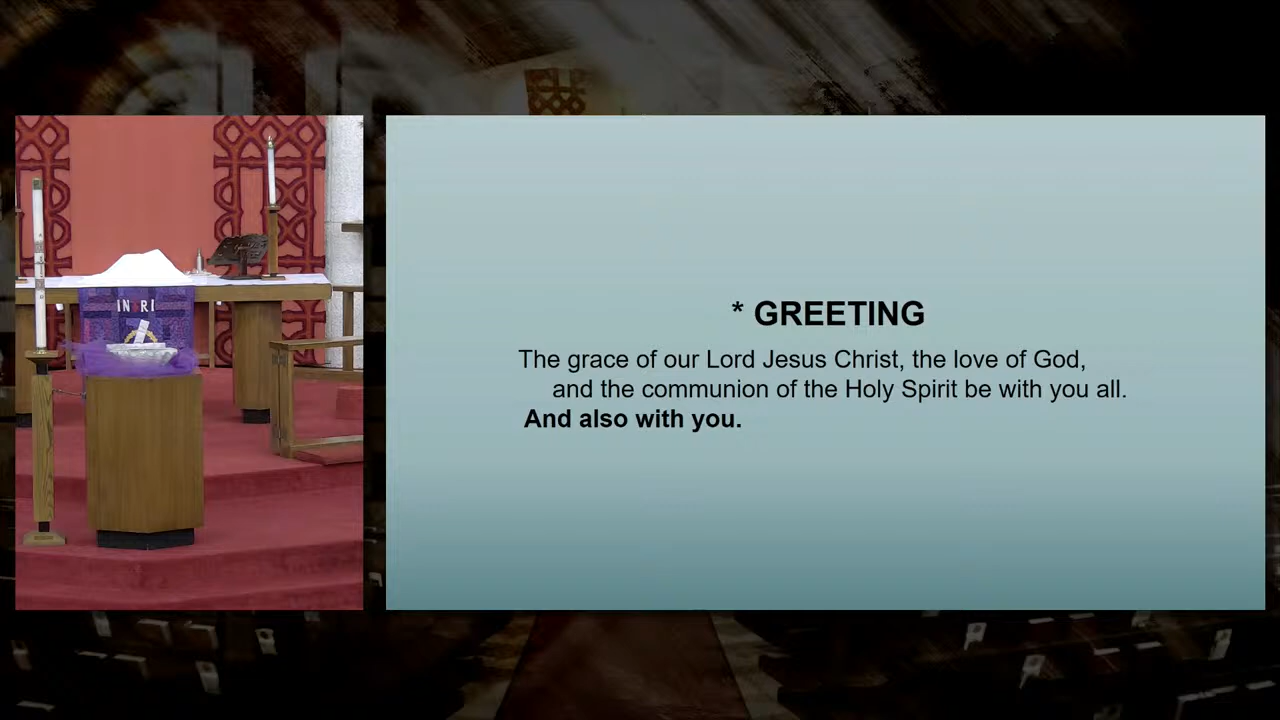 INRI
* GREETING
The grace of our Lord Jesus Christ, the love of God,
and the communion of the Holy Spirit be with you all.
And also with you.